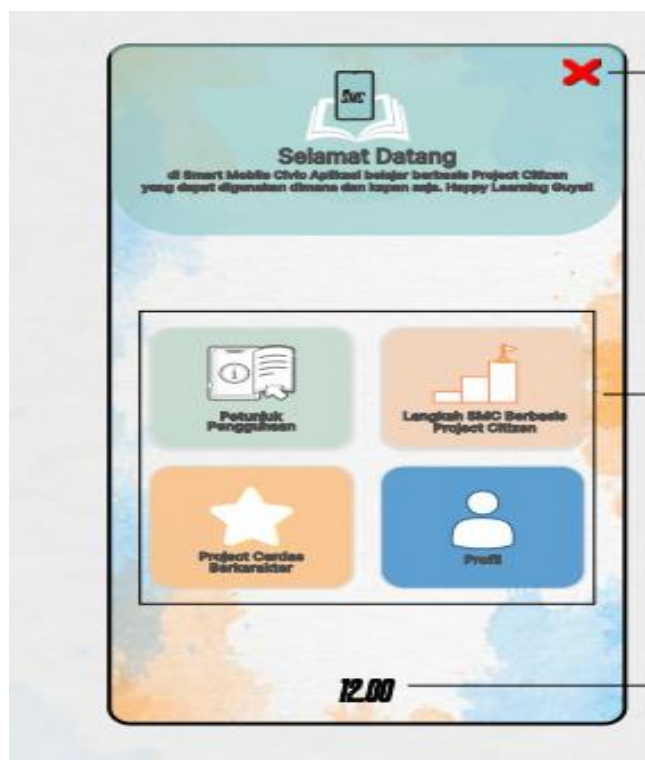 SMC
Selamat Datang
di Smart Mobile Civic Aplikasi belajar berbasis Project Citizen
yang dapat digunakan dimana dan kapan saja. Happy Learning Guys!!
Petunjuk
Penggunaan
Langkah SMC Berbasis
Project Citizen
Project Cerdas
Berkarakter
Profil
12.00